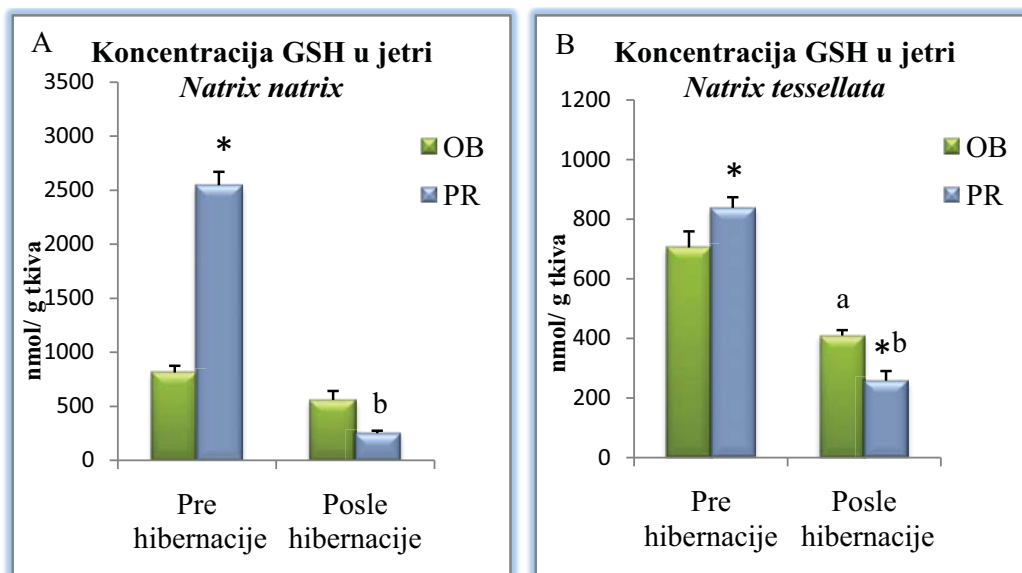 A
Koncentracija GSH u jetri
Natrix natrix
3500
3000
2500
2000
1500
1000
500
0
nmol/ g tkiva
*
b
OB
PR
Pre
hibernacije
Posle
hibernacije
B
Koncentracija GSH u jetri
Natrix tessellata
1200
1000
800
600
400
200
0
nmol/ g tkiva
*
a
*b
OB
PR
Pre
hibernacije
Posle
hibernacije